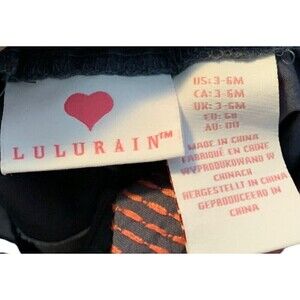 LULURAIN™
US: 3-6M
CA: 3-6M
UK: 3-6M
EU: 68
AU: 00
MADE IN CHINA
FABRIQUÉ EN CHINE
WYPRODUKOWANO W
CHINACH
HERGESTELLT IN CHINA
GEPRODUCEERD IN
CHINA